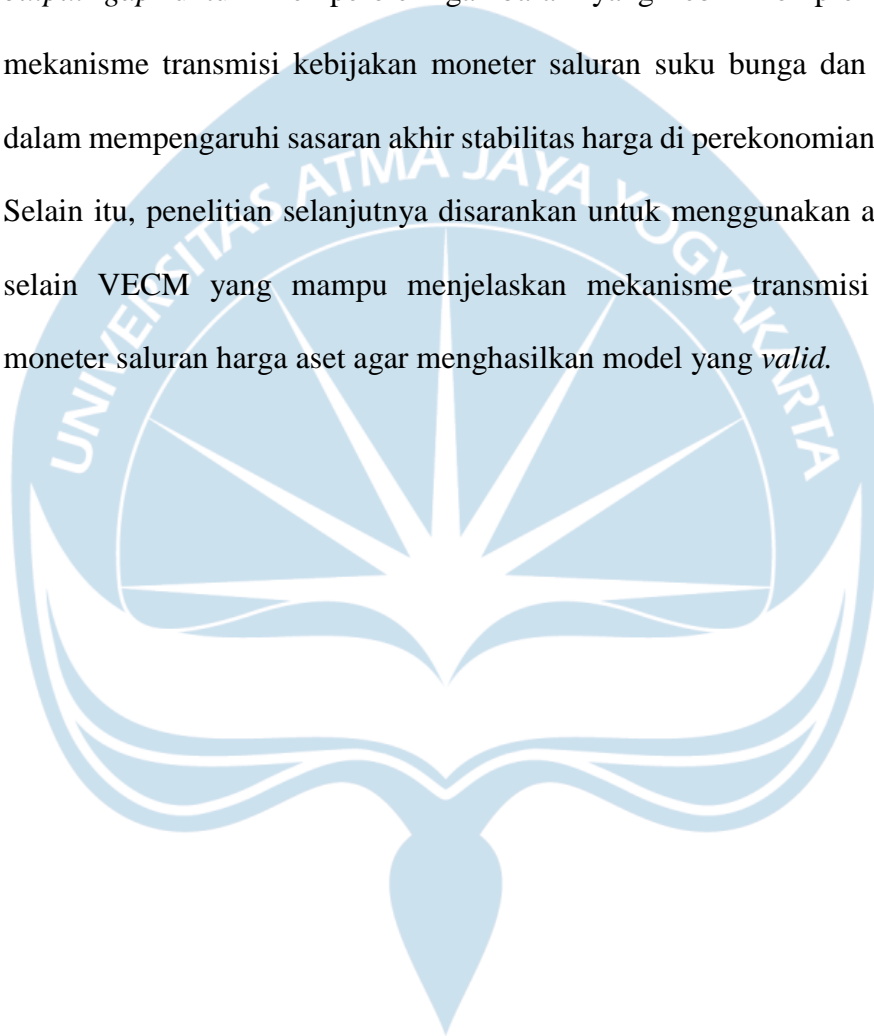 mekanisme transmisi kebijakan moneter saluran suku bunga dan
dalam mempengaruhi sasaran akhir stabilitas harga di perekonomian
Selain itu, penelitian selanjutnya disarankan untuk menggunakan a
selain VECM yang mampu menjelaskan mekanisme transmisi
moneter saluran harga aset agar menghasilkan model yang valid.
UNIVERSITAS ATMA JAYA YOGYAKARTA